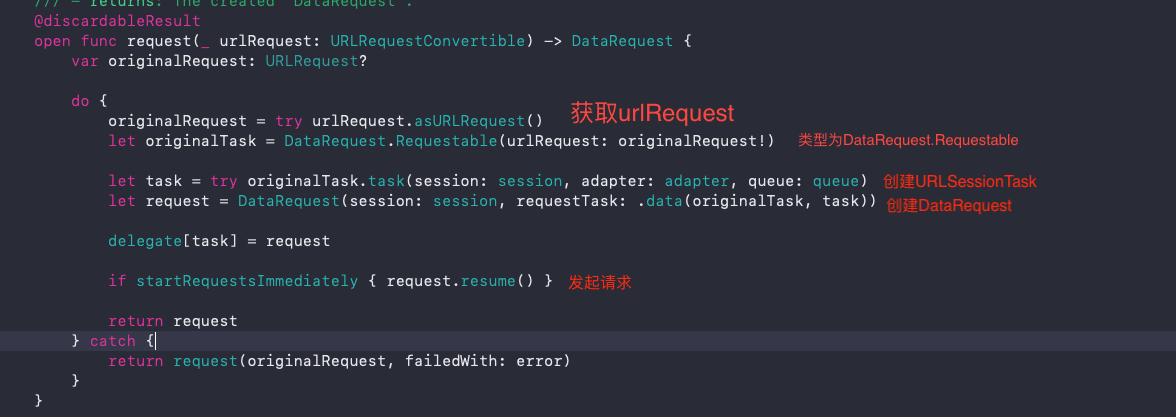 /// - returns: The created `DataRequest`.
@discardableResult
open func request(_ urlRequest: URLRequestConvertible) -> DataRequest {
var originalRequest: URLRequest?
do {
originalRequest = try urlRequest.asURLRequest() 获取urlRequest
let originalTask = DataRequest.Requestable(urlRequest: originalRequest!) 类型为DataRequest.Requestable
let task = try originalTask.task(session: session, adapter: adapter, queue: queue) 创建URLSessionTask
let request = DataRequest(session: session, requestTask: .data(originalTask, task)) 创建DataRequest
delegate[task] = request
if startRequestsImmediately { request.resume() } 发起请求
return request
} catch {
return request(originalRequest, failedWith: error)
}
}